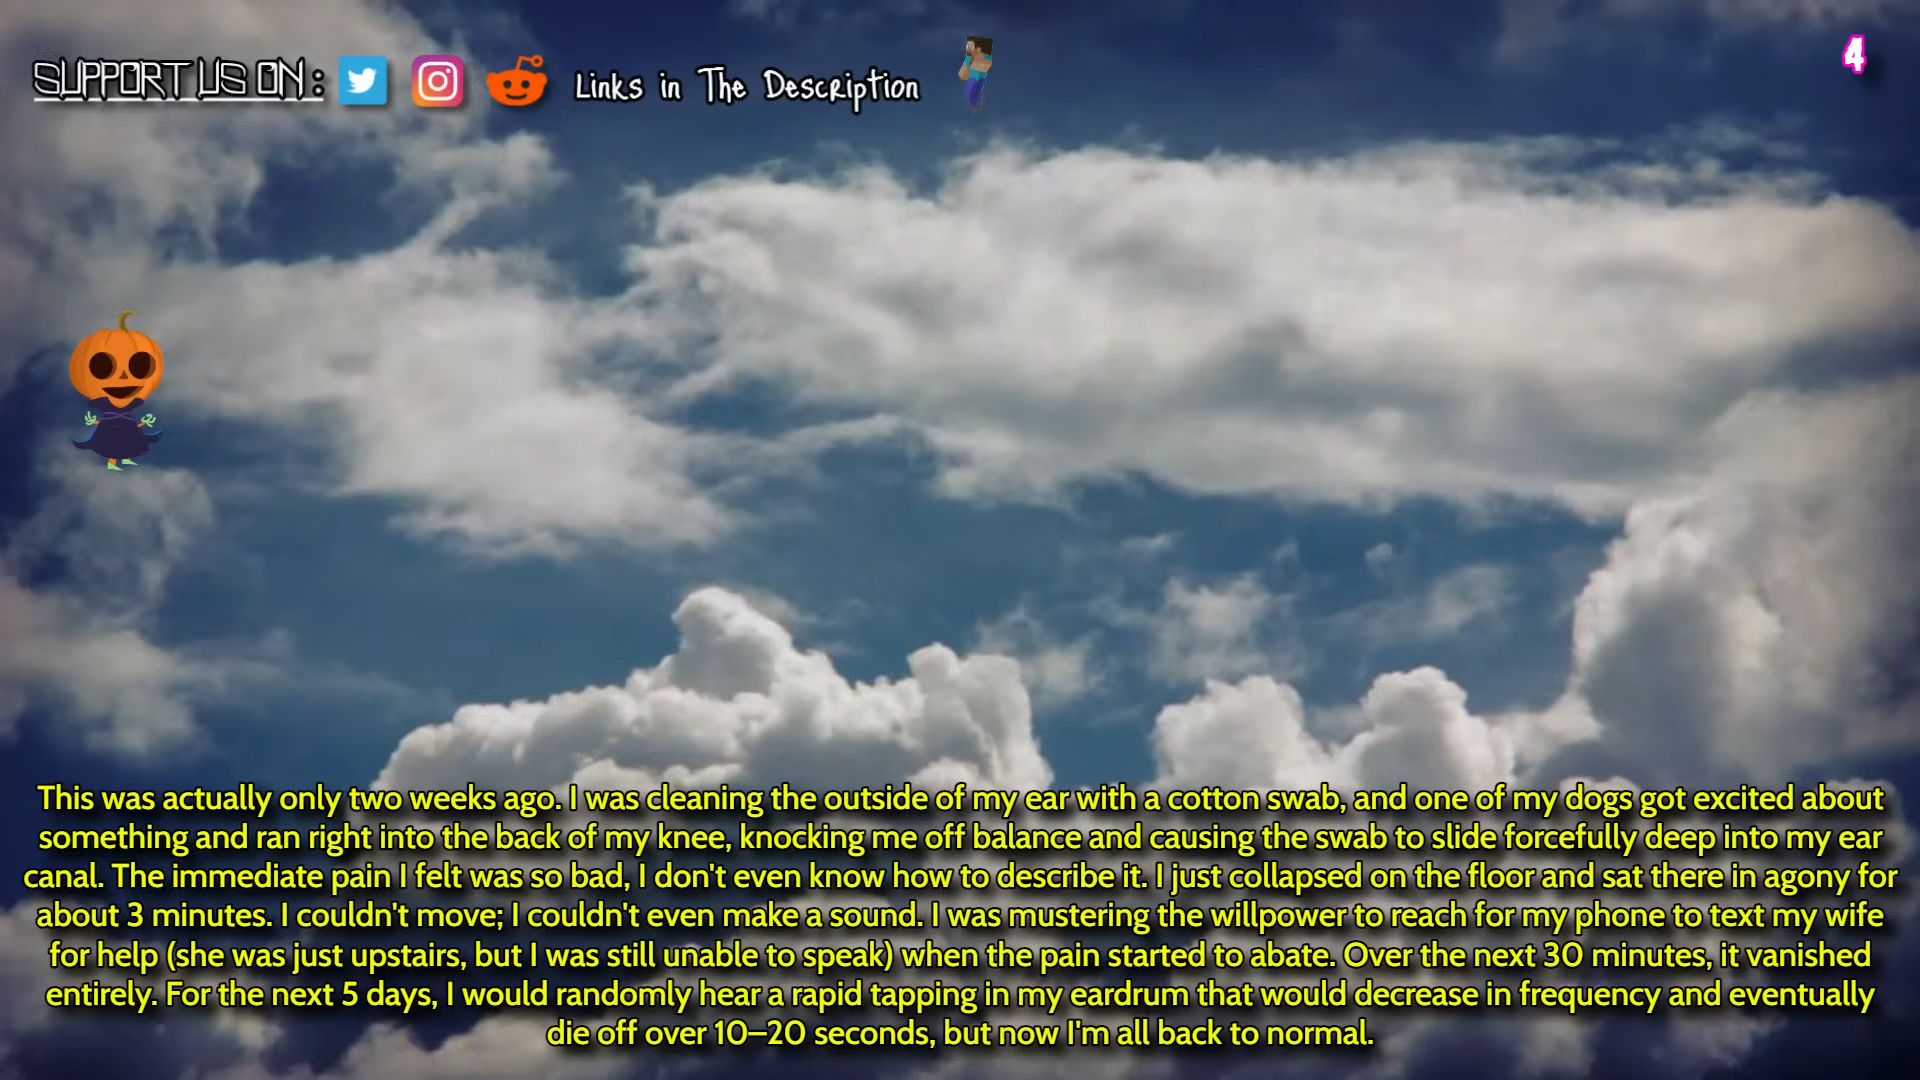 SUPPORT US ON : Links in The Description
4
This was actually only two weeks ago. I was cleaning the outside of my ear with a cotton swab, and one of my dogs got excited about
something and ran right into the back of my knee, knocking me off balance and causing the swab to slide forcefully deep into my ear
canal. The immediate pain I felt was so bad, I don't even know how to describe it. I just collapsed on the floor and sat there in agony for
about 3 minutes. I couldn't move; I couldn't even make a sound. I was mustering the willpower to reach for my phone to text my wife
for help (she was just upstairs, but I was still unable to speak) when the pain started to abate. Over the next 30 minutes, it vanished
entirely. For the next 5 days, I would randomly hear a rapid tapping in my eardrum that would decrease in frequency and eventually
die off over 10–20 seconds, but now I'm all back to normal.